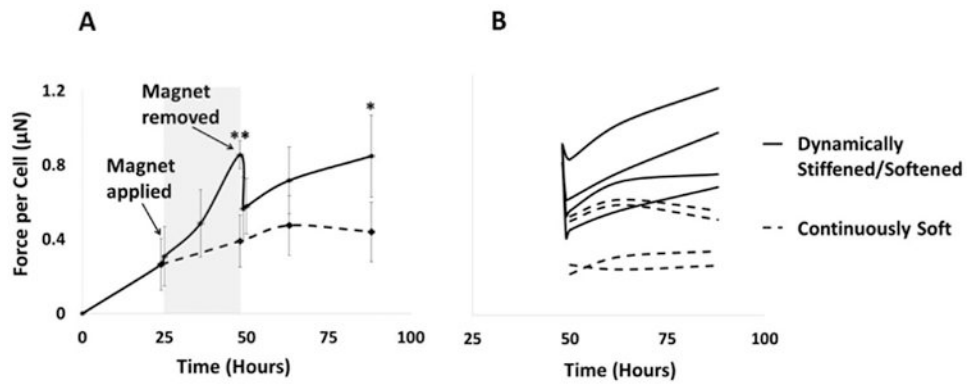 A
B
1.2
0.8
0.4
0
Force per Cell (μN)
Magnet
removed
**
*
Magnet
applied
0
25
50
75
100
Time (Hours)
25
50
75
100
Time (Hours)
Dynamically
Stiffened/Softened
Continuously Soft